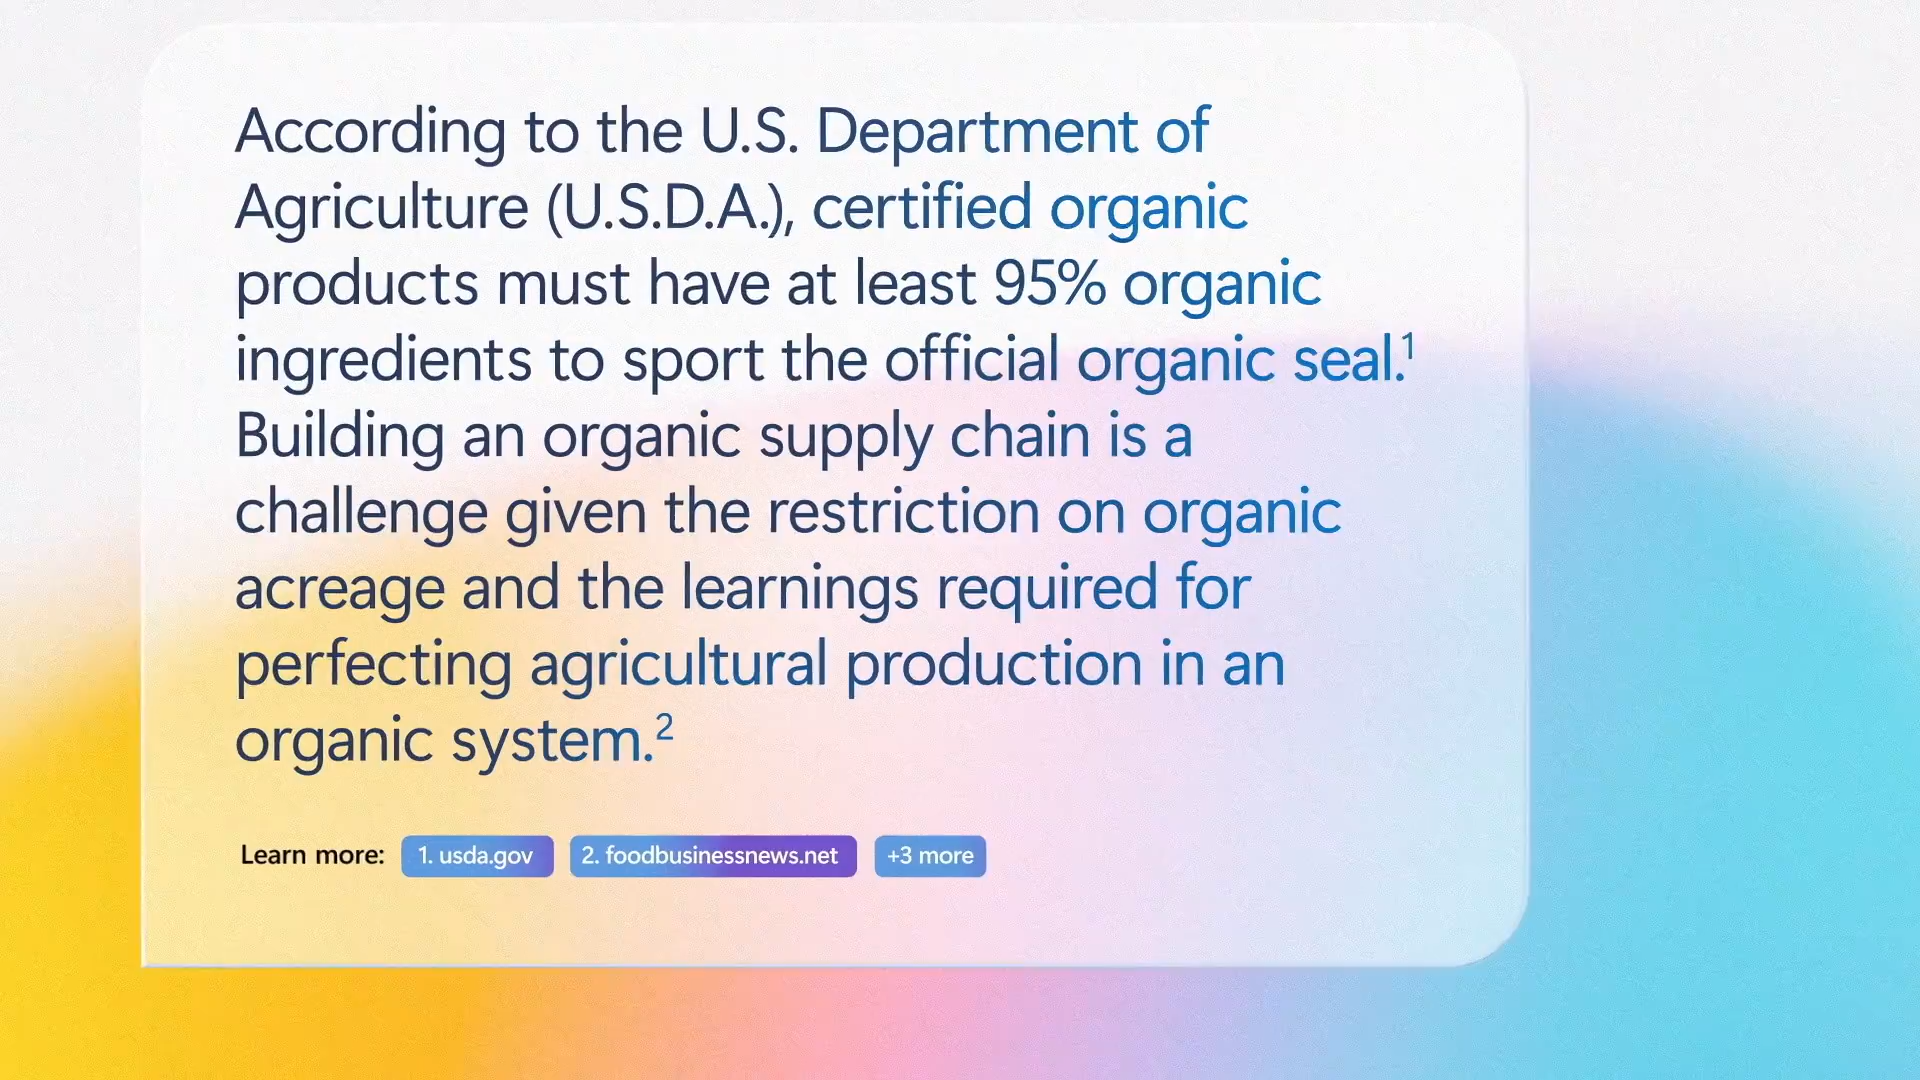 According to the U.S. Department of
Agriculture (U.S.D.A.), certified organic
products must have at least 95% organic
ingredients to sport the official organic seal.¹
Building an organic supply chain is a
challenge given the restriction on organic
acreage and the learnings required for
perfecting agricultural production in an
organic system.²
Learn more: 1. usda.gov 2. foodbusinessnews.net +3 more